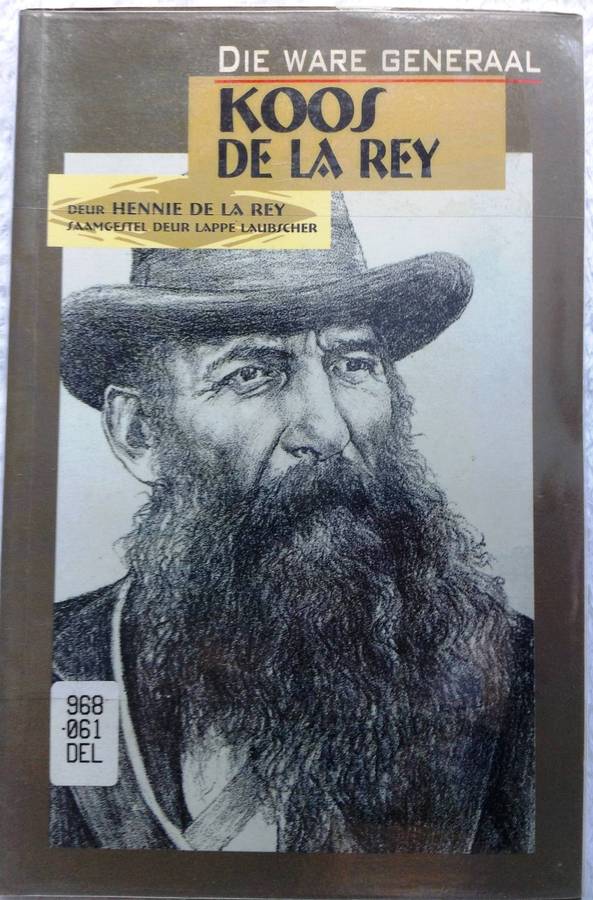 DIE WARE GENERAAL
KOOS
DE LA REY
DEUR HENNIE DE LA REY
SAAMGESTEL DEUR LAPPE LAUBSCHER
968
·061
DEL